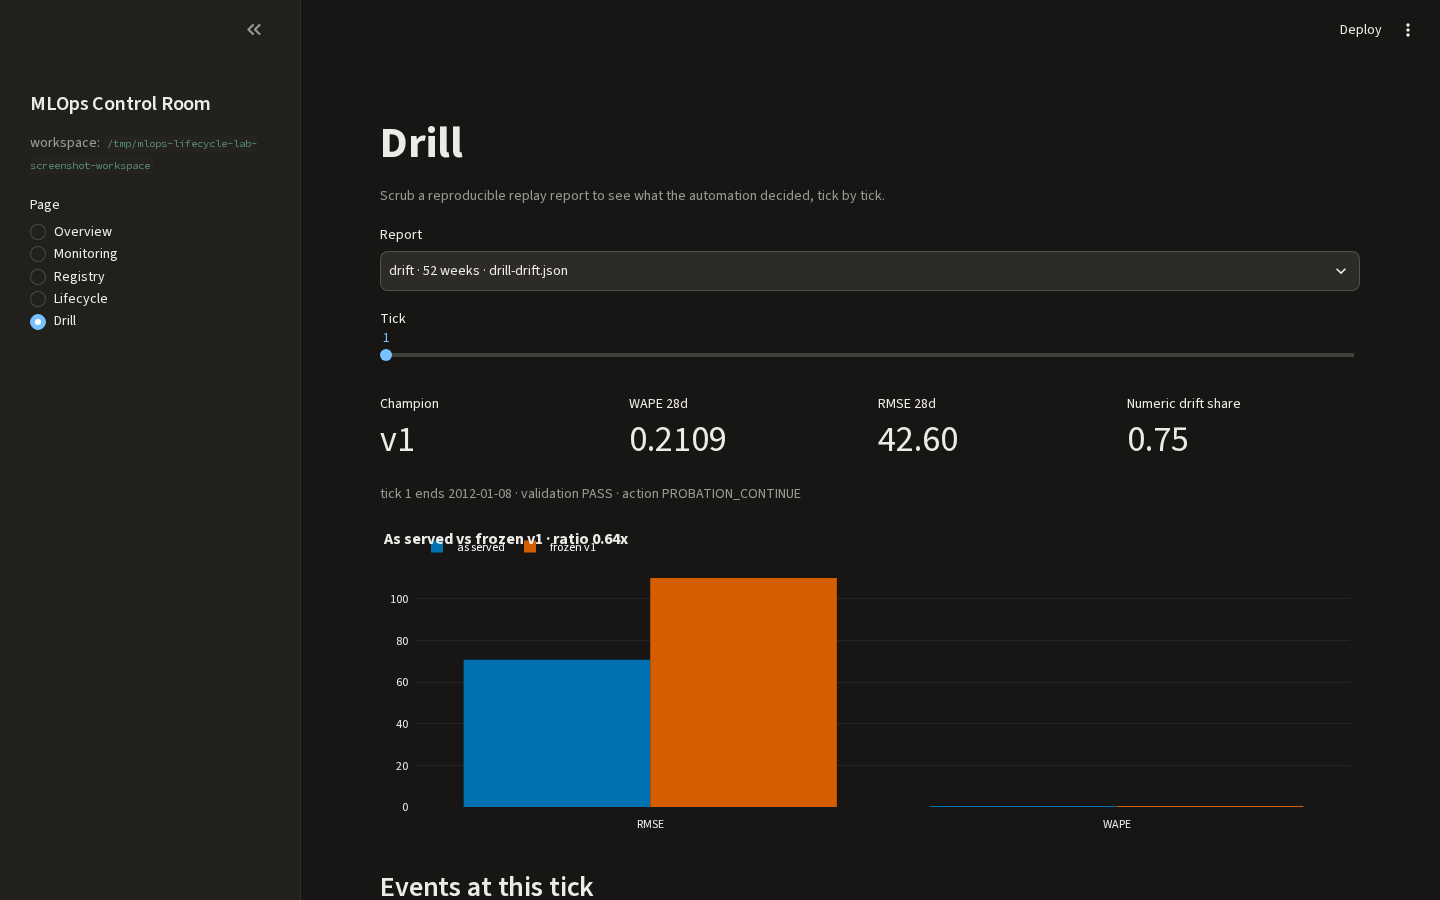 Deploy
MLOps Control Room
workspace: /tmp/mlops-lifecycle-lab-
screenshot-workspace
Page
Overview
Monitoring
Registry
Lifecycle
Drill
Drill
Scrub a reproducible replay report to see what the automation decided, tick by tick.
Report
drift · 52 weeks · drill-drift.json
Tick
1
Champion
v1
WAPE 28d
0.2109
RMSE 28d
42.60
Numeric drift share
0.75
tick 1 ends 2012-01-08 · validation PASS · action PROBATION_CONTINUE
As served vs frozen v1 · ratio 0.64x
as served
frozen v1
100
80
60
40
20
0
RMSE
WAPE
Events at this tick